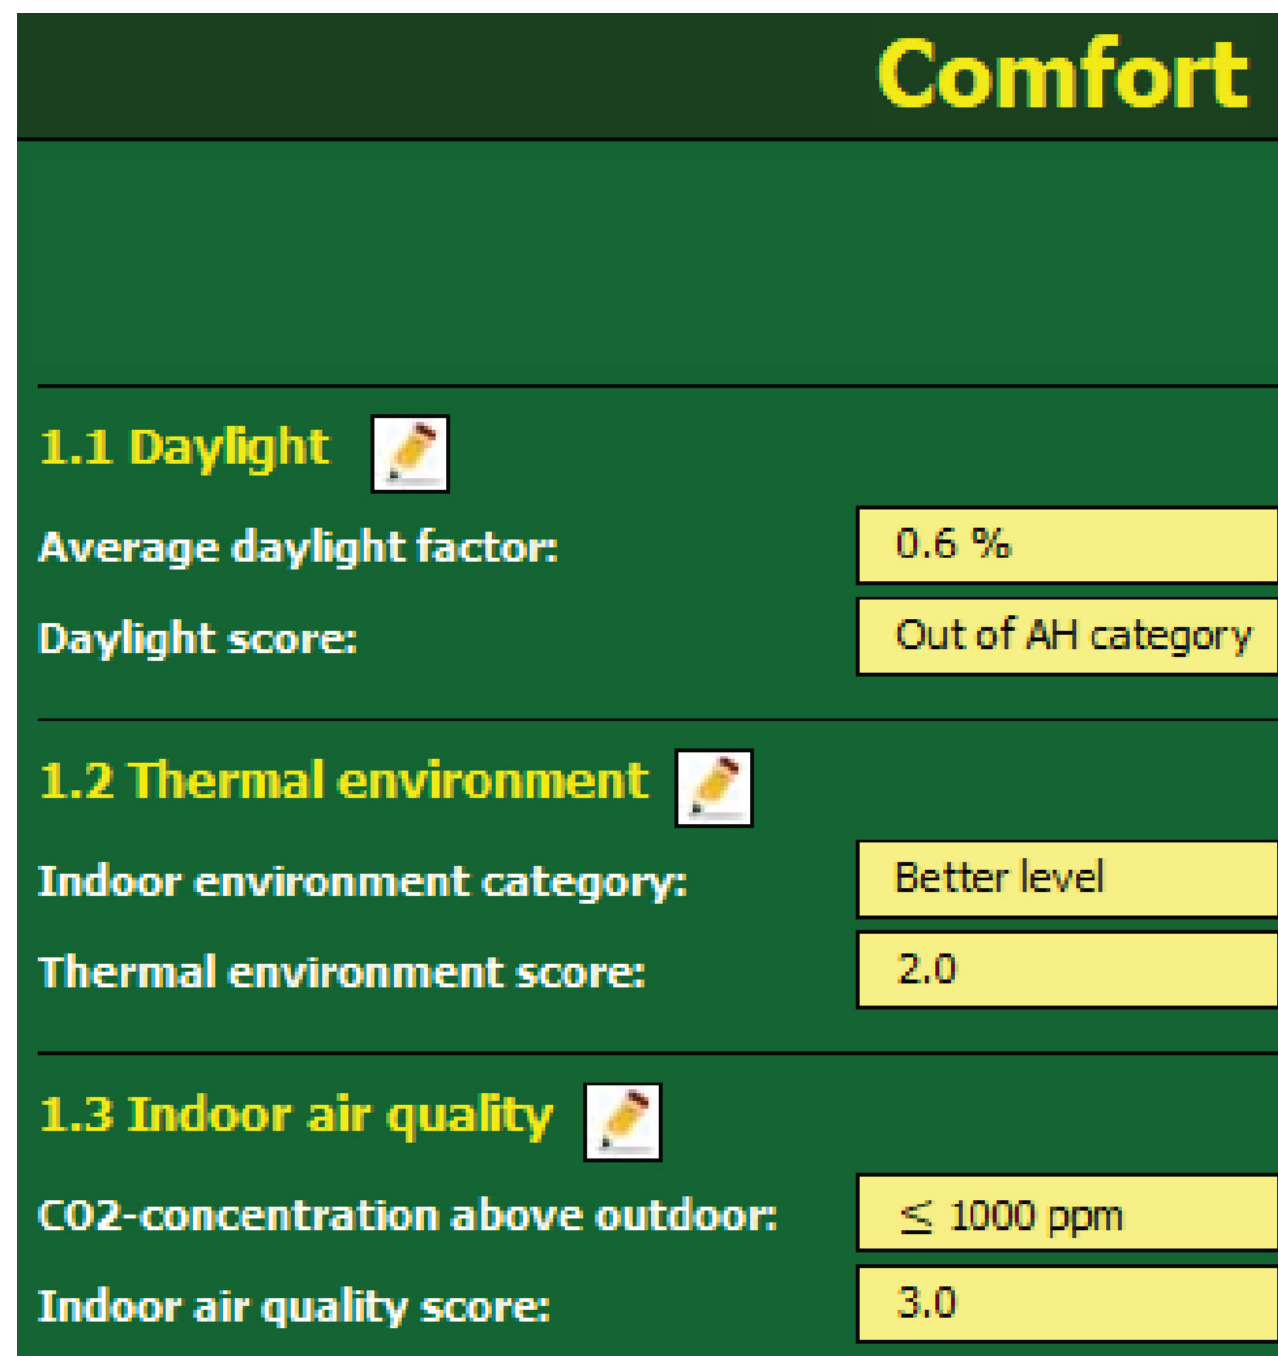 Comfort
1.1 Daylight
Average daylight factor: 0.6 %
Daylight score: Out of AH category
1.2 Thermal environment
Indoor environment category: Better level
Thermal environment score: 2.0
1.3 Indoor air quality
CO2-concentration above outdoor: ≤ 1000 ppm
Indoor air quality score: 3.0